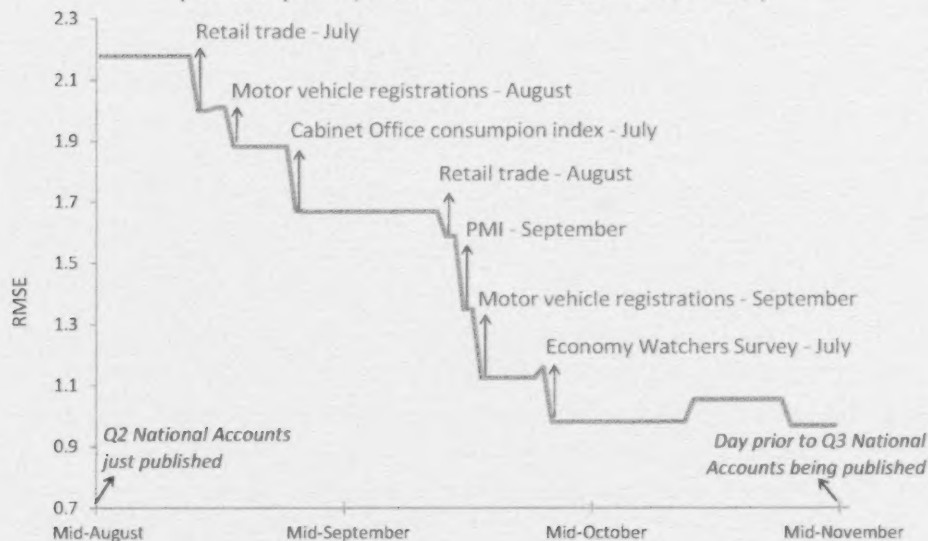 2.3
Retail trade - July
2.1
Motor vehicle registrations - August
1.9
Cabinet Office consumpion index - July
Retail trade - August
1.7
PMI - September
1.5
RMSE
Motor vehicle registrations - September
1.3
Economy Watchers Survey - July
1.1
Q2 National Accounts
just published
Day prior to Q3 National
Accounts being published
0.9
0.7
Mid-August
Mid-September
Mid-October
Mid-November